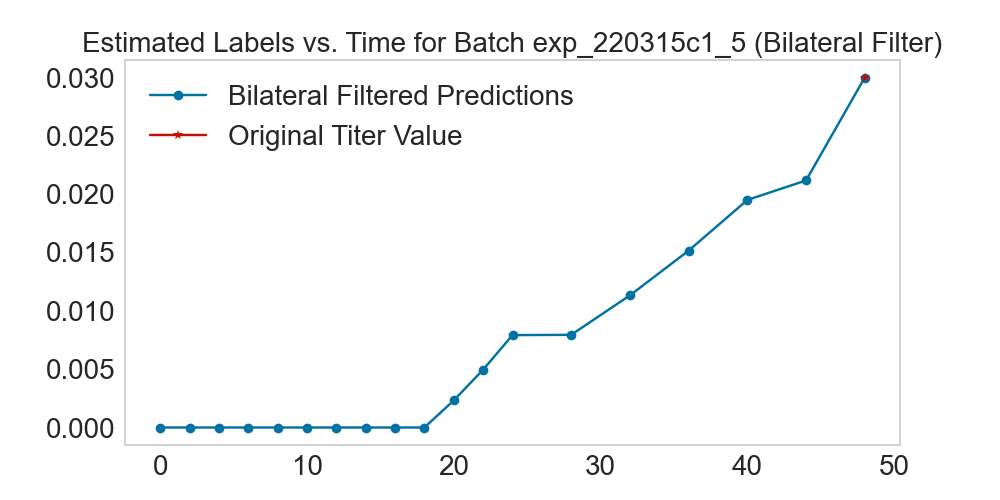 Estimated Labels vs. Time for Batch exp_220315c1_5 (Bilateral Filter)
Bilateral Filtered Predictions
Original Titer Value
0.030
0.025
0.020
0.015
0.010
0.005
0.000
0 10 20 30 40 50